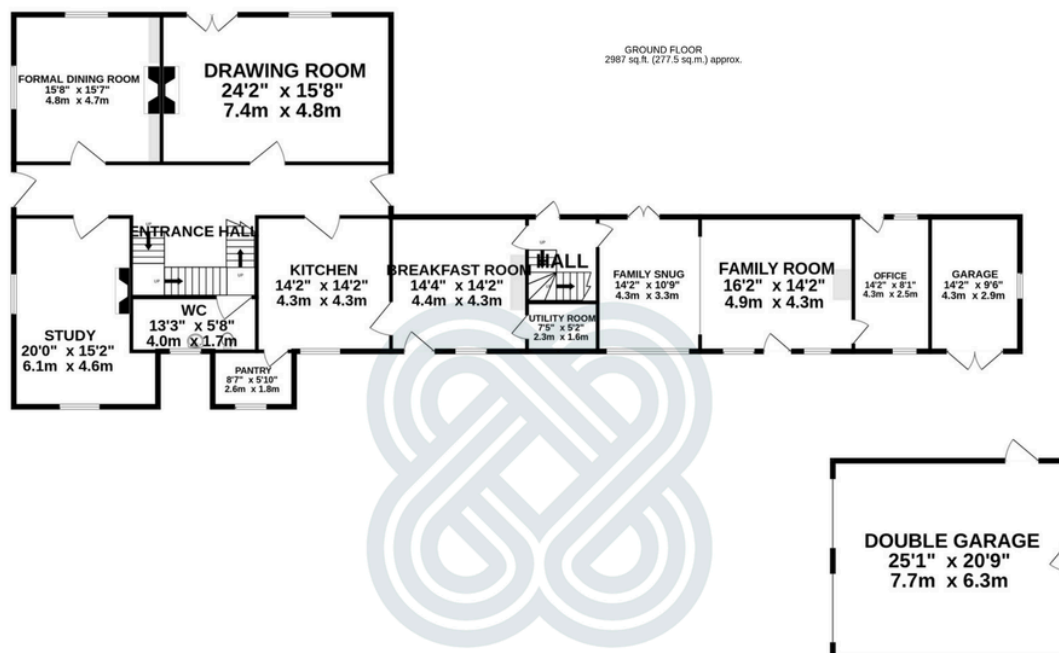 GROUND FLOOR
2987 sq.ft. (277.5 sq.m.) approx.
FORMAL DINING ROOM
15'8" x 15'7"
4.8m x 4.7m
DRAWING ROOM
24'2" x 15'8"
7.4m x 4.8m
ENTRANCE HALL
UP
UP
UP
UP
STUDY
20'0" x 15'2"
6.1m x 4.6m
WC
13'3" x 5'8"
4.0m x 1.7m
PANTRY
8'7" x 5'10"
2.6m x 1.8m
KITCHEN
14'2" x 14'2"
4.3m x 4.3m
BREAKFAST ROOM
14'4" x 14'2"
4.4m x 4.3m
UP
HALL
UP
UTILITY ROOM
7'5" x 5'2"
2.3m x 1.6m
FAMILY SNUG
14'2" x 10'9"
4.3m x 3.3m
FAMILY ROOM
16'2" x 14'2"
4.9m x 4.3m
OFFICE
14'2" x 8'1"
4.3m x 2.5m
GARAGE
14'2" x 9'6"
4.3m x 2.9m
DOUBLE GARAGE
25'1" x 20'9"
7.7m x 6.3m